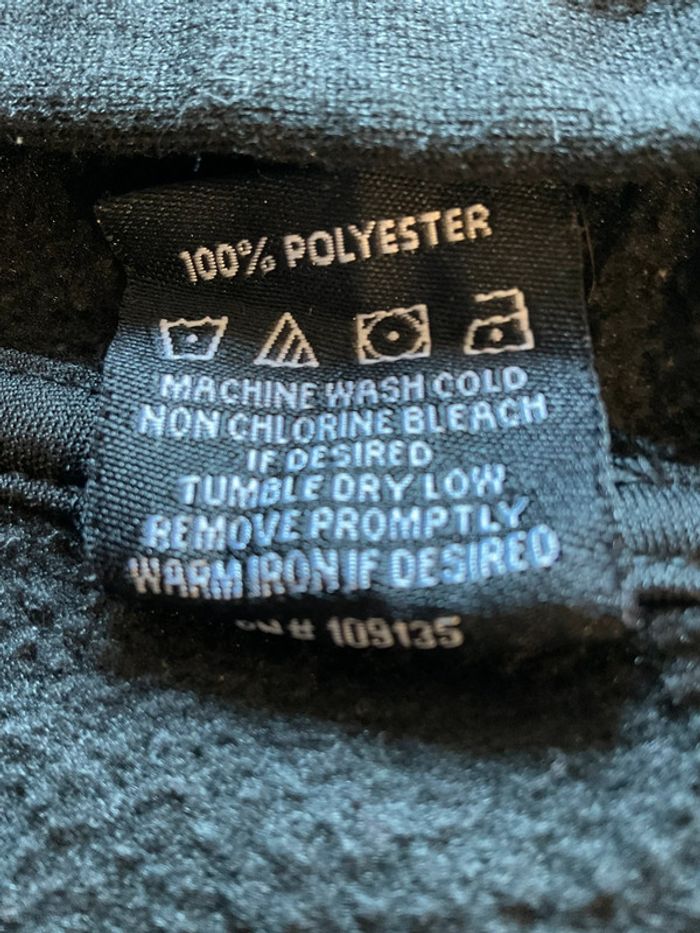 100% POLYESTER
MACHINE WASH COLD
NON CHLORINE BLEACH
IF DESIRED
TUMBLE DRY LOW
REMOVE PROMPTLY
WARM IRON IF DESIRED
# 109135